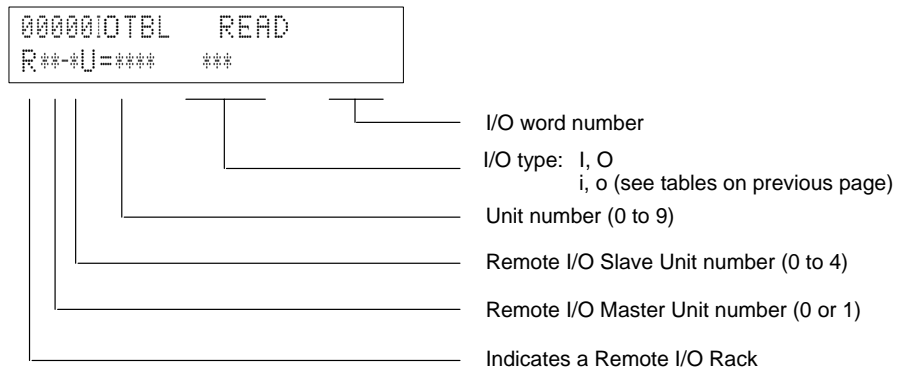 00000IOTBL READ
R**-*U=**** ***
I/O word number
I/O type: I, O
i, o (see tables on previous page)
Unit number (0 to 9)
Remote I/O Slave Unit number (0 to 4)
Remote I/O Master Unit number (0 or 1)
Indicates a Remote I/O Rack